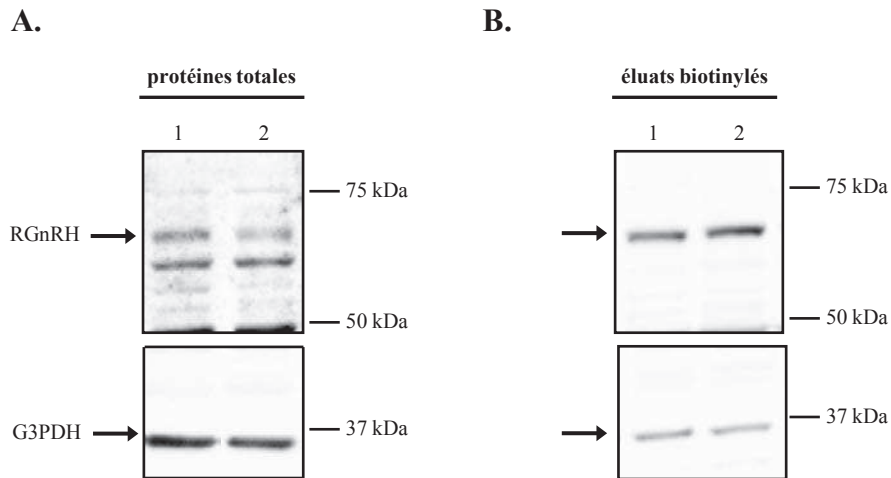 A.
protéines totales
1 2
75 kDa
RGnRH
50 kDa
G3PDH
37 kDa
B.
éluats biotinylés
1 2
75 kDa
50 kDa
37 kDa